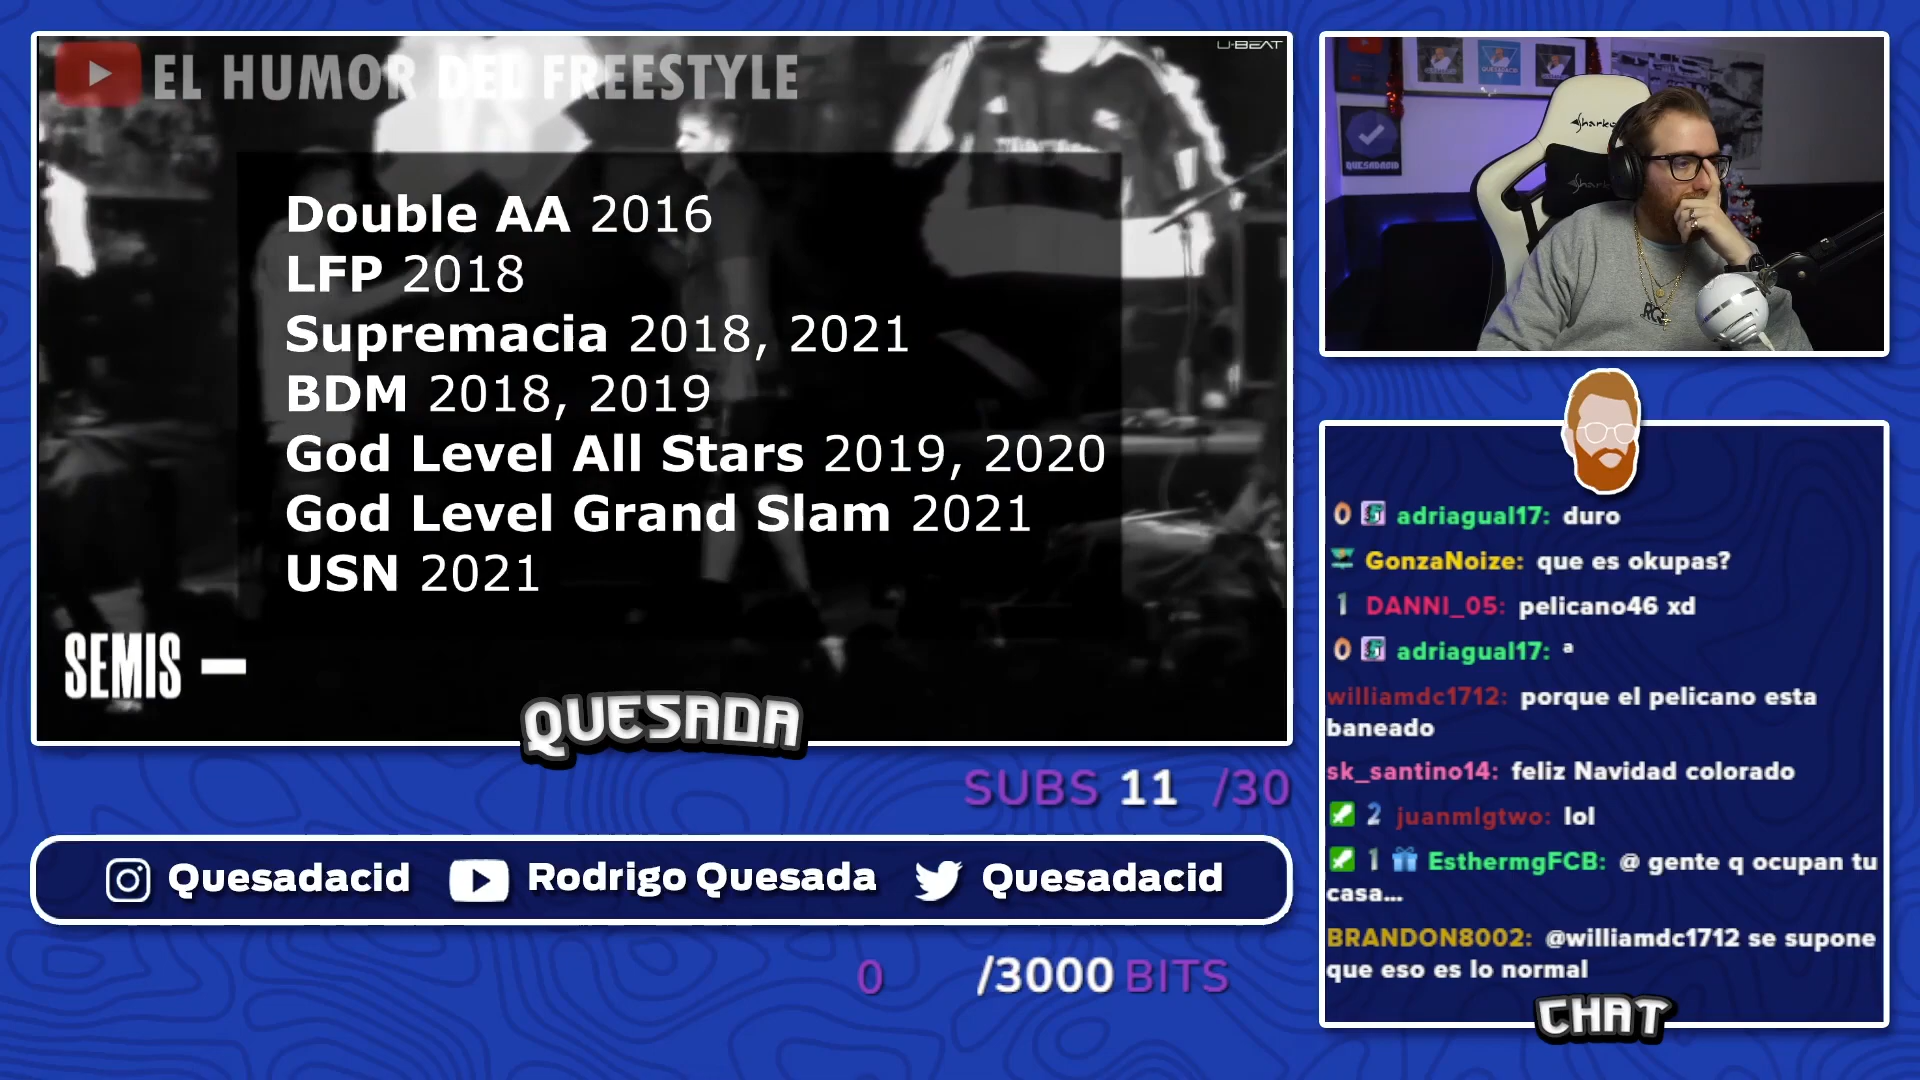 EL HUMOR DEL FREESTYLE
U-BEAT
Double AA 2016
LFP 2018
Supremacia 2018, 2021
BDM 2018, 2019
God Level All Stars 2019, 2020
God Level Grand Slam 2021
USN 2021
SEMIS
QUESADA
SUBS 11 /30
Quesadacid
Rodrigo Quesada
Quesadacid
0 /3000 BITS
Sharkoon
QUESADACID
adriagual17: duro
GonzaNoize: que es okupas?
1 DANNI_05: pelicano46 xd
adriagual17: ª
williamdc1712: porque el pelicano esta
baneado
sk_santino14: feliz Navidad colorado
2 juanmlgtwo: lol
1 EsthermgFCB: @ gente q ocupan tu
casa...
BRANDON8002: @williamdc1712 se supone
que eso es lo normal
CHAT